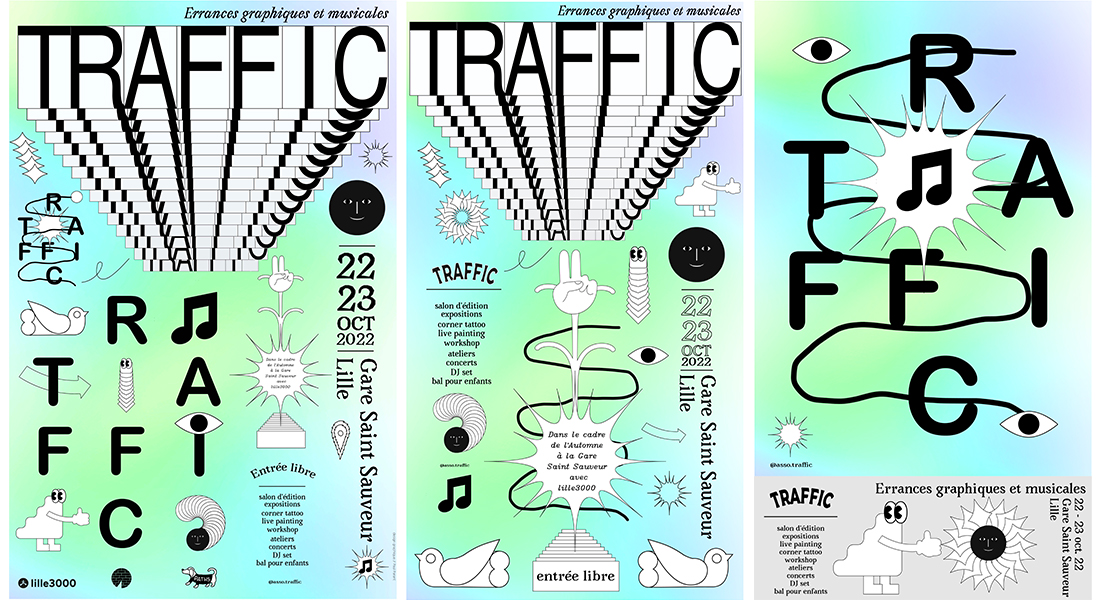 Errances graphiques et musicales
TRAFFIC
R
T A
F F I
C
22
23
OCT
2022
Gare Saint Sauveur
Lille
R
T A
F F I
C
Dans le cadre
de l'Automne
à la Gare
Saint Sauveur
avec
lille3000
Entrée libre
salon d'édition
expositions
corner tattoo
live painting
workshop
ateliers
concerts
DJ set
bal pour enfants
@asso.traffic
lille3000
Errances graphiques et musicales
TRAFFIC
TRAFFIC
salon d'édition
expositions
corner tattoo
live painting
workshop
ateliers
concerts
DJ set
bal pour enfants
22
23
OCT
2022
Gare Saint Sauveur
Lille
@asso.traffic
Dans le cadre
de l'Automne
à la Gare
Saint Sauveur
avec
lille3000
entrée libre
R
T A
F F I
C
@asso.traffic
TRAFFIC
salon d'édition
expositions
corner tattoo
live painting
workshop
ateliers
concerts
DJ set
bal pour enfants
Errances graphiques et musicales
22 - 23 oct. 22
Gare Saint Sauveur
Lille